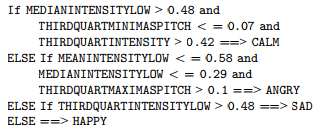 If MEDIANINTENSITYLOW > 0.48 and
THIRDQUARTMINIMASPITCH < = 0.07 and
THIRDQUARTINTENSITY > 0.42 ==> CALM
ELSE If MEANINTENSITYLOW < = 0.58 and
MEDIANINTENSITYLOW < = 0.29 and
THIRDQUARTMAXIMASPITCH > 0.1 ==> ANGRY
ELSE If THIRDQUARTINTENSITYLOW > 0.48 ==> SAD
ELSE ==> HAPPY